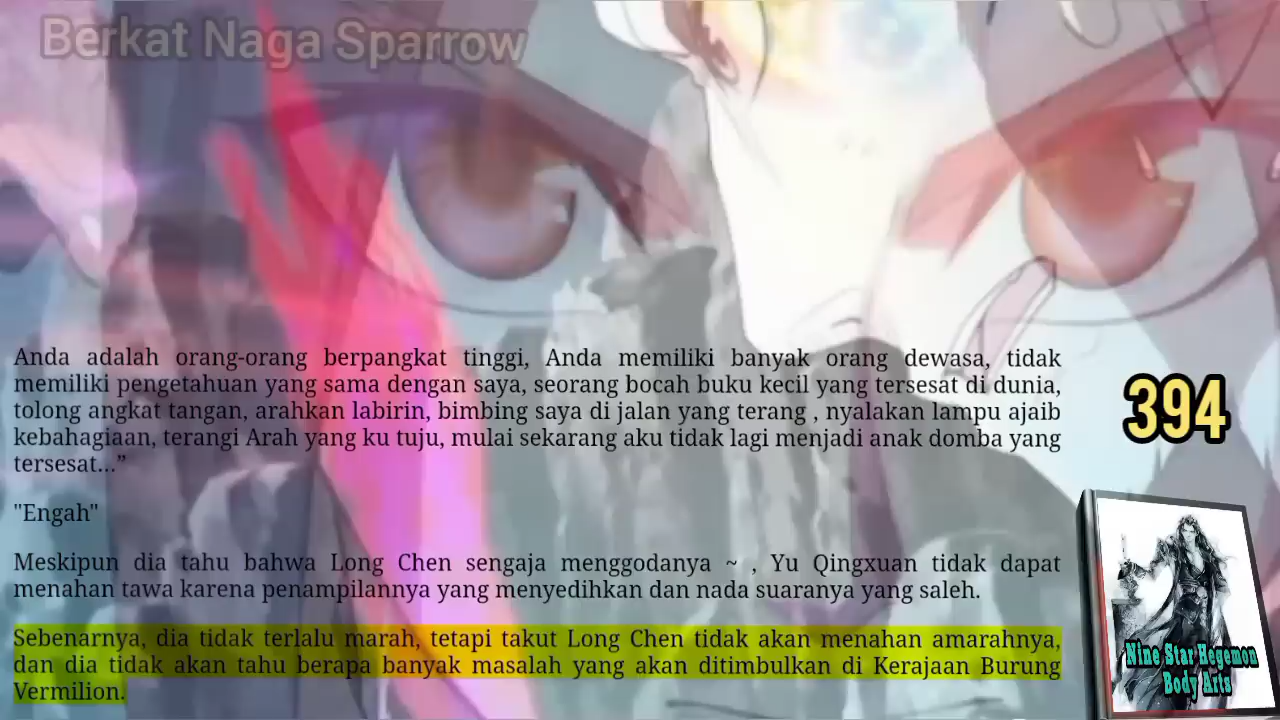 Berkat Naga Sparrow
Anda adalah orang-orang berpangkat tinggi, Anda memiliki banyak orang dewasa, tidak
memiliki pengetahuan yang sama dengan saya, seorang bocah buku kecil yang tersesat di dunia,
tolong angkat tangan, arahkan labirin, bimbing saya di jalan yang terang , nyalakan lampu ajaib
kebahagiaan, terangi Arah yang ku tuju, mulai sekarang aku tidak lagi menjadi anak domba yang
tersesat...”
"Engah"
Meskipun dia tahu bahwa Long Chen sengaja menggodanya ~ , Yu Qingxuan tidak dapat
menahan tawa karena penampilannya yang menyedihkan dan nada suaranya yang saleh.
Sebenarnya, dia tidak terlalu marah, tetapi takut Long Chen tidak akan menahan amarahnya,
dan dia tidak akan tahu berapa banyak masalah yang akan ditimbulkan di Kerajaan Burung
Vermilion.
394
Nine Star Hegemon
Body Arts